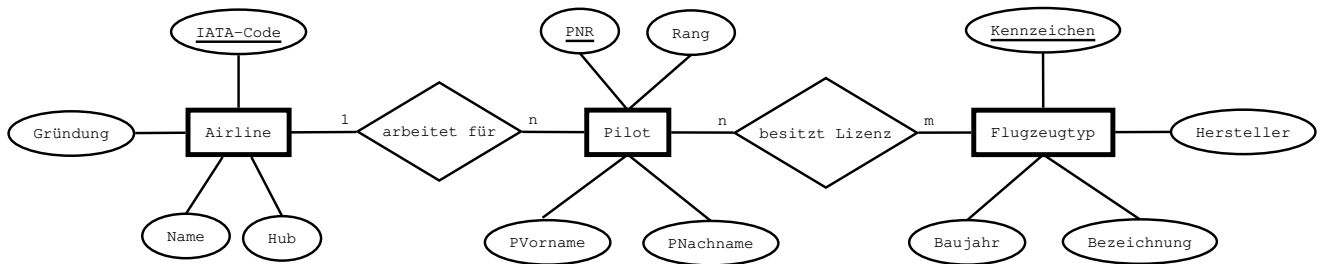 IATA-Code
PNR
Rang
Kennzeichen
Gründung
Airline
1
arbeitet für
n
Pilot
n
besitzt Lizenz
m
Flugzeugtyp
Hersteller
Name
Hub
PVorname
PNachname
Baujahr
Bezeichnung